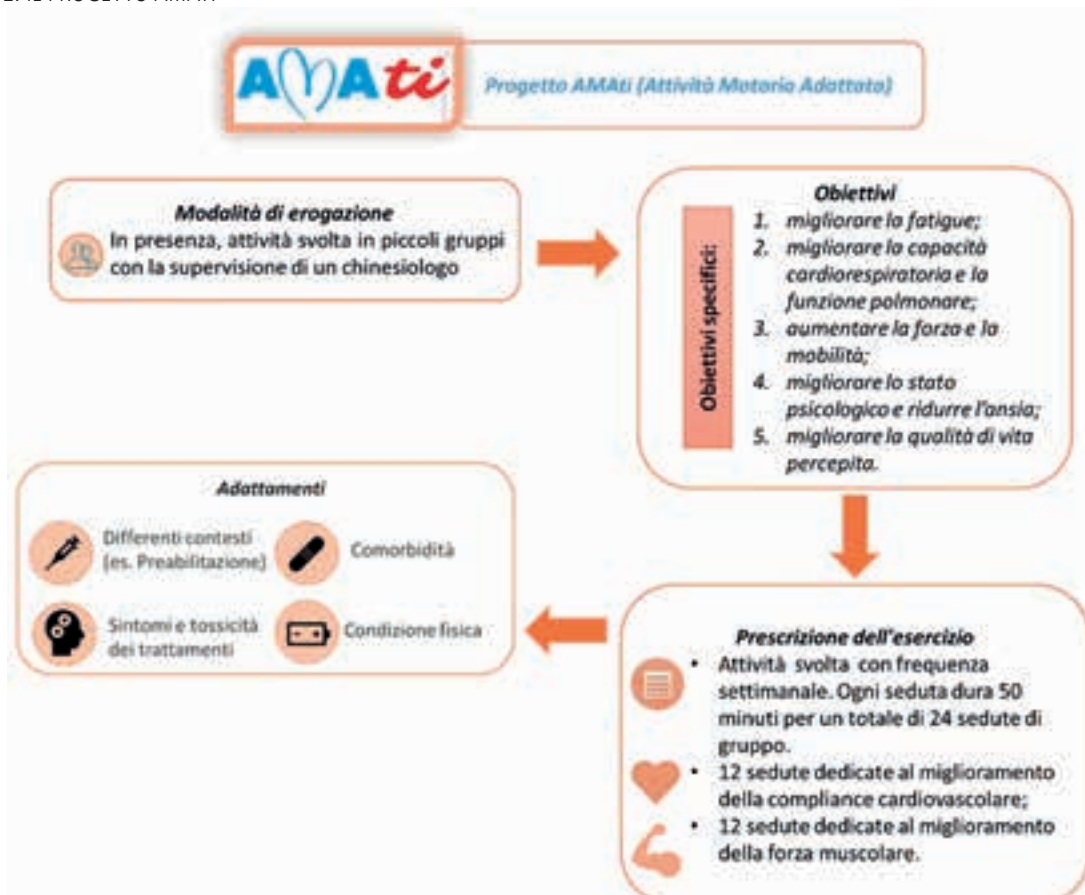 AMAti
Progetto AMAti (Attività Motoria Adattata)
Modalità di erogazione
In presenza, attività svolta in piccoli gruppi
con la supervisione di un chinesiologo
Obiettivi
Obiettivi specifici:
1. migliorare la fatigue;
2. migliorare la capacità
cardiorespiratoria e la
funzione polmonare;
3. aumentare la forza e la
mobilità;
4. migliorare lo stato
psicologico e ridurre l'ansia;
5. migliorare la qualità di vita
percepita.
Prescrizione dell'esercizio
• Attività svolta con frequenza
settimanale. Ogni seduta dura 50
minuti per un totale di 24 sedute di
gruppo.
• 12 sedute dedicate al miglioramento
della compliance cardiovascolare;
• 12 sedute dedicate al miglioramento
della forza muscolare.
Adattamenti
Differenti contesti
(es. Preabilitazione)
Comorbidità
Sintomi e tossicità
dei trattamenti
Condizione fisica